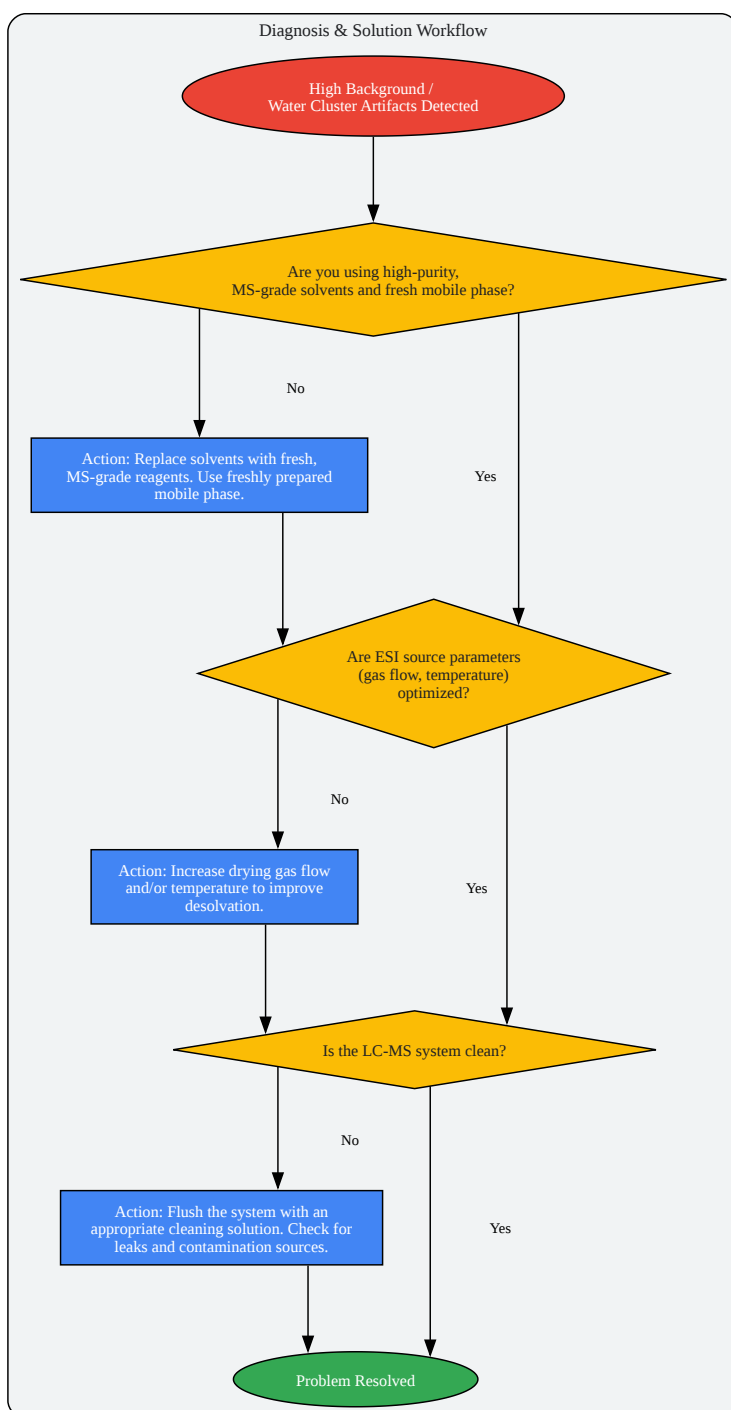 Diagnosis & Solution Workflow
High Background /
Water Cluster Artifacts Detected
Are you using high-purity,
MS-grade solvents and fresh mobile phase?
No
Action: Replace solvents with fresh,
MS-grade reagents. Use freshly prepared
mobile phase.
Yes
Are ESI source parameters
(gas flow, temperature)
optimized?
No
Action: Increase drying gas flow
and/or temperature to improve
desolvation.
Yes
Is the LC-MS system clean?
No
Action: Flush the system with an
appropriate cleaning solution. Check for
leaks and contamination sources.
Yes
Problem Resolved